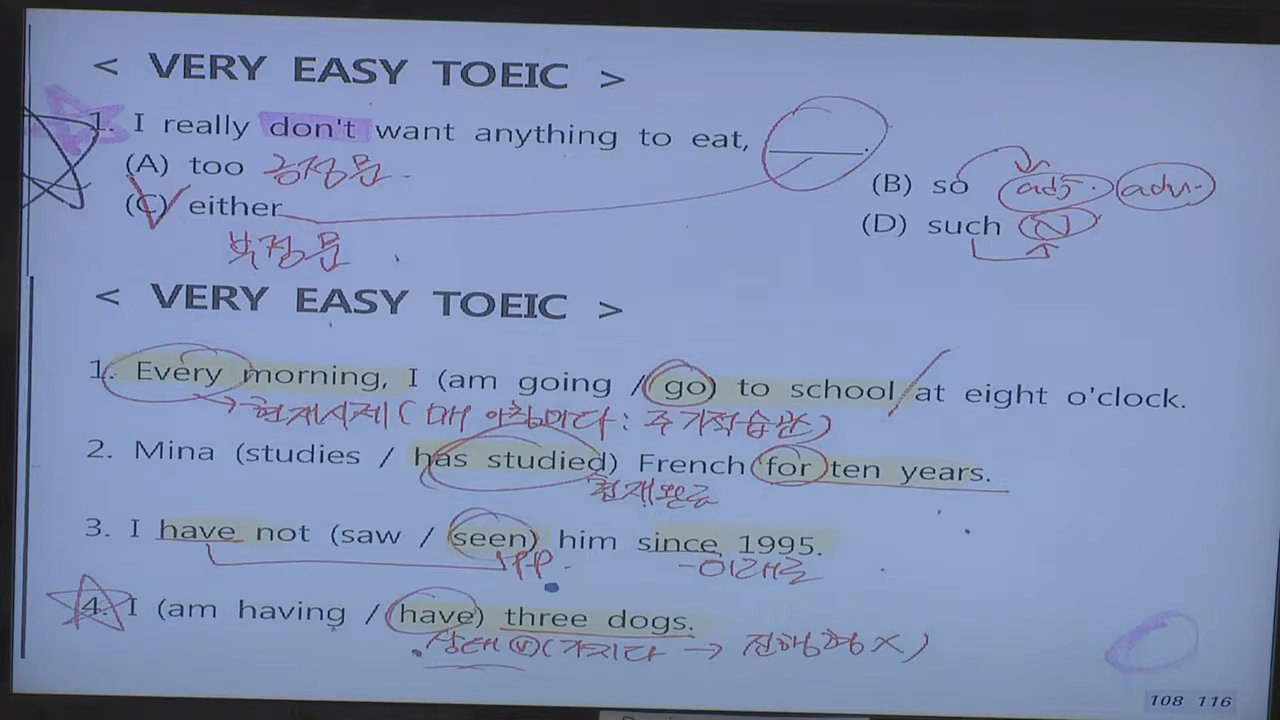 < VERY EASY TOEIC >
1. I really don't want anything to eat, ________.
(A) too 긍정문.
(B) so adj. adv.
(C) either
(D) such N
부정문
< VERY EASY TOEIC >
1. Every morning, I (am going / go) to school / at eight o'clock.
→ 현재시제 (매 아침마다 : 주기적습관)
2. Mina (studies / has studied) French for ten years.
현재완료
3. I have not (saw / seen) him since 1995.
pp. ~이래로
4. I (am having / have) three dogs.
상태 ⓥ (가지다 → 진행형 X)
108 116